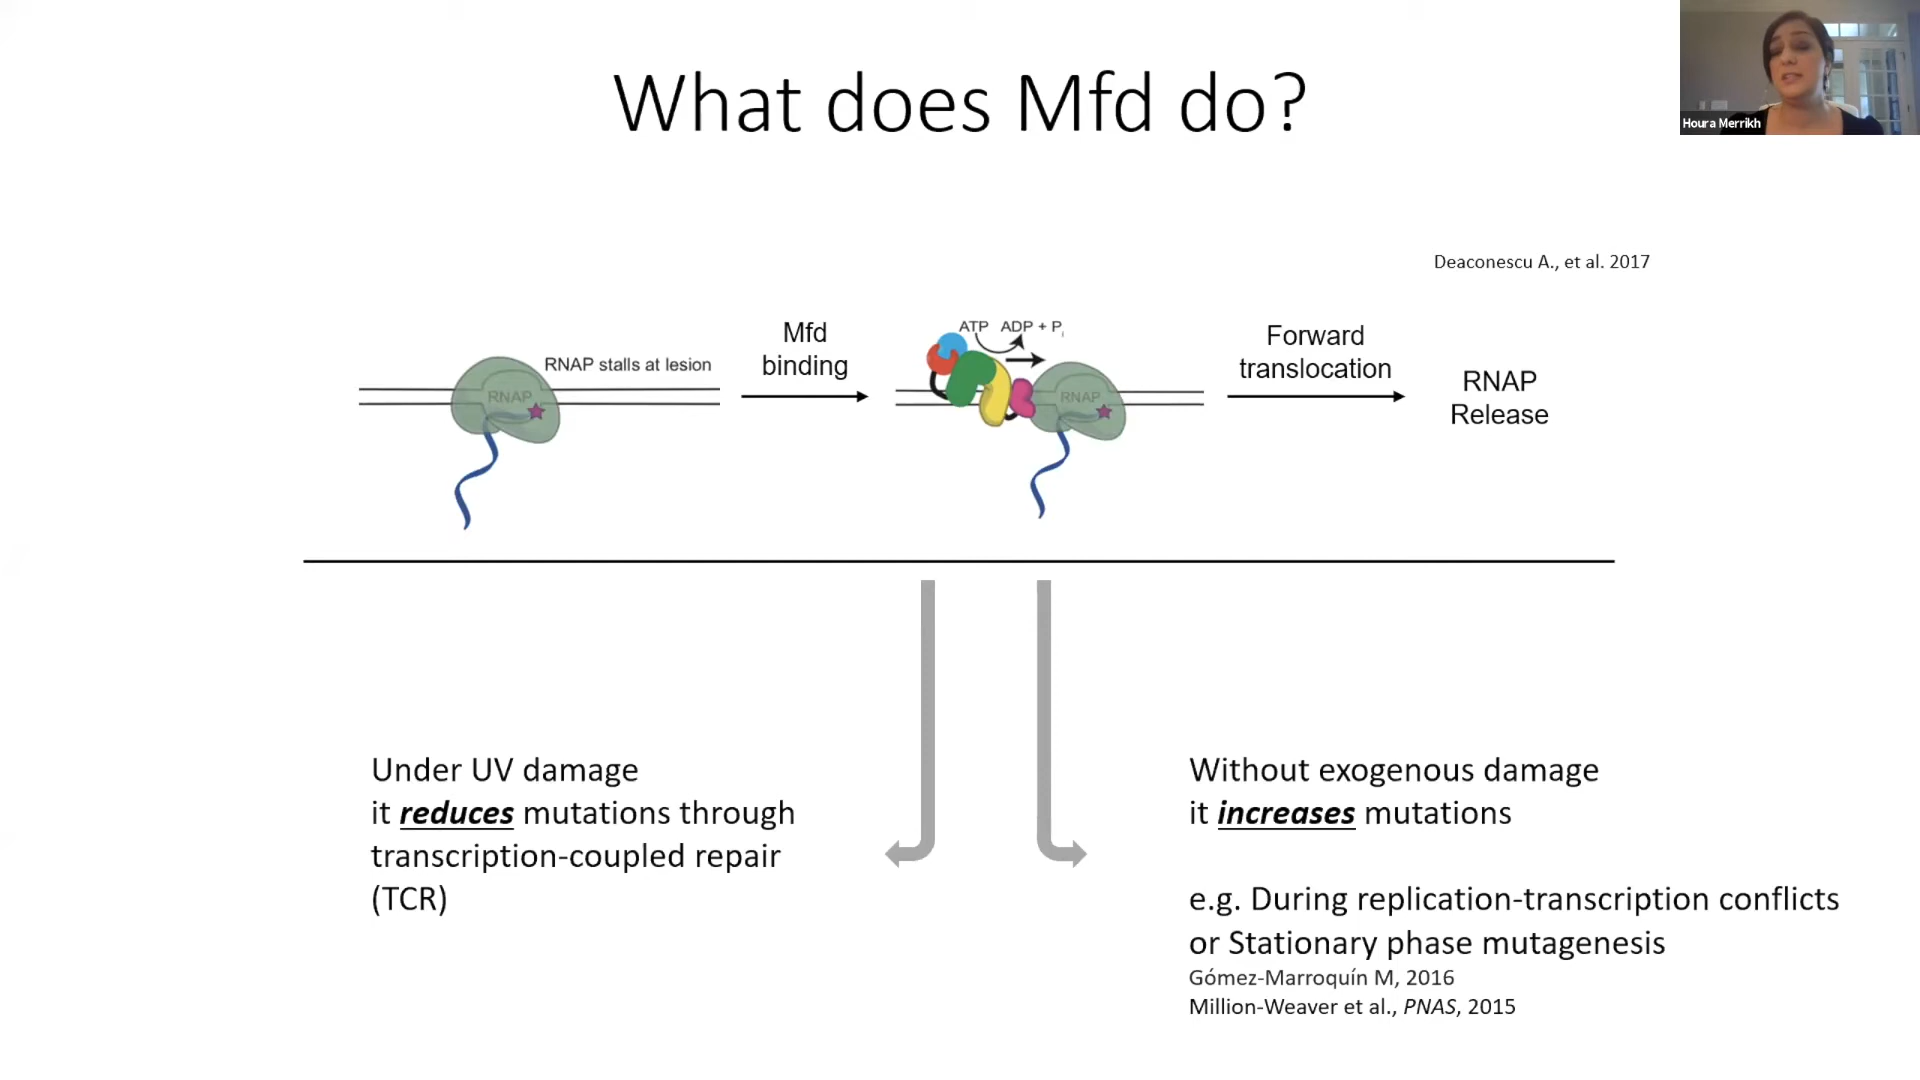 What does Mfd do?
Houra Merrikh
Deaconescu A., et al. 2017
RNAP stalls at lesion
RNAP
Mfd
binding
ATP ADP + Pi
RNAP
Forward
translocation
RNAP
Release
Under UV damage
it reduces mutations through
transcription-coupled repair
(TCR)
Without exogenous damage
it increases mutations
e.g. During replication-transcription conflicts
or Stationary phase mutagenesis
Gómez-Marroquín M, 2016
Million-Weaver et al., PNAS, 2015